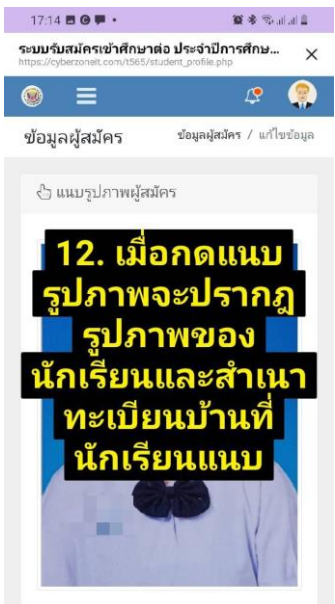 17:14
ระบบรับสมัครเข้าศึกษาต่อ ประจำปีการศึกษ...
https://cyberzoneit.com/t565/student_profile.php
ข้อมูลผู้สมัคร
ข้อมูลผู้สมัคร / แก้ไขข้อมูล
แนบรูปภาพผู้สมัคร
12. เมื่อกดแนบ
รูปภาพจะปรากฎ
รูปภาพของ
นักเรียนและสำเนา
ทะเบียนบ้านที่
นักเรียนแนบ